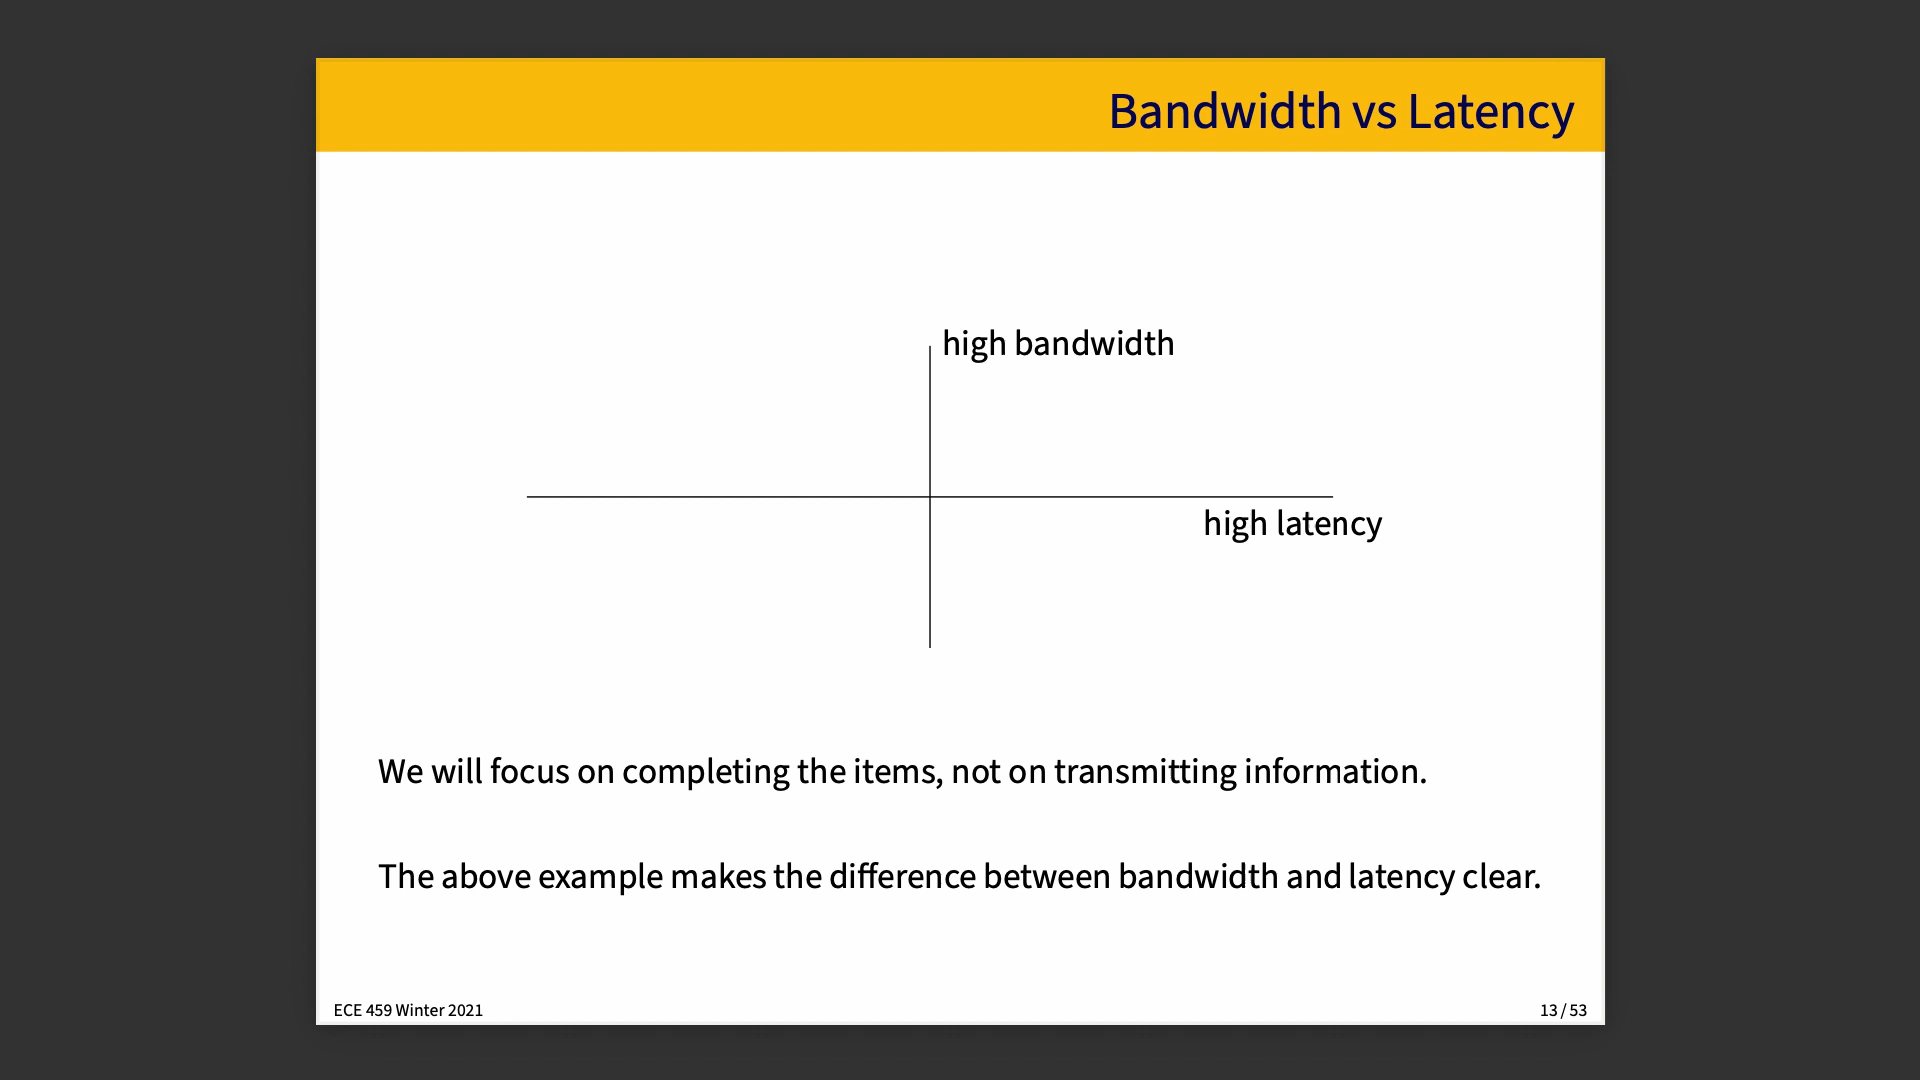 Bandwidth vs Latency
high bandwidth
high latency
We will focus on completing the items, not on transmitting information.
The above example makes the difference between bandwidth and latency clear.
ECE 459 Winter 2021
13 / 53